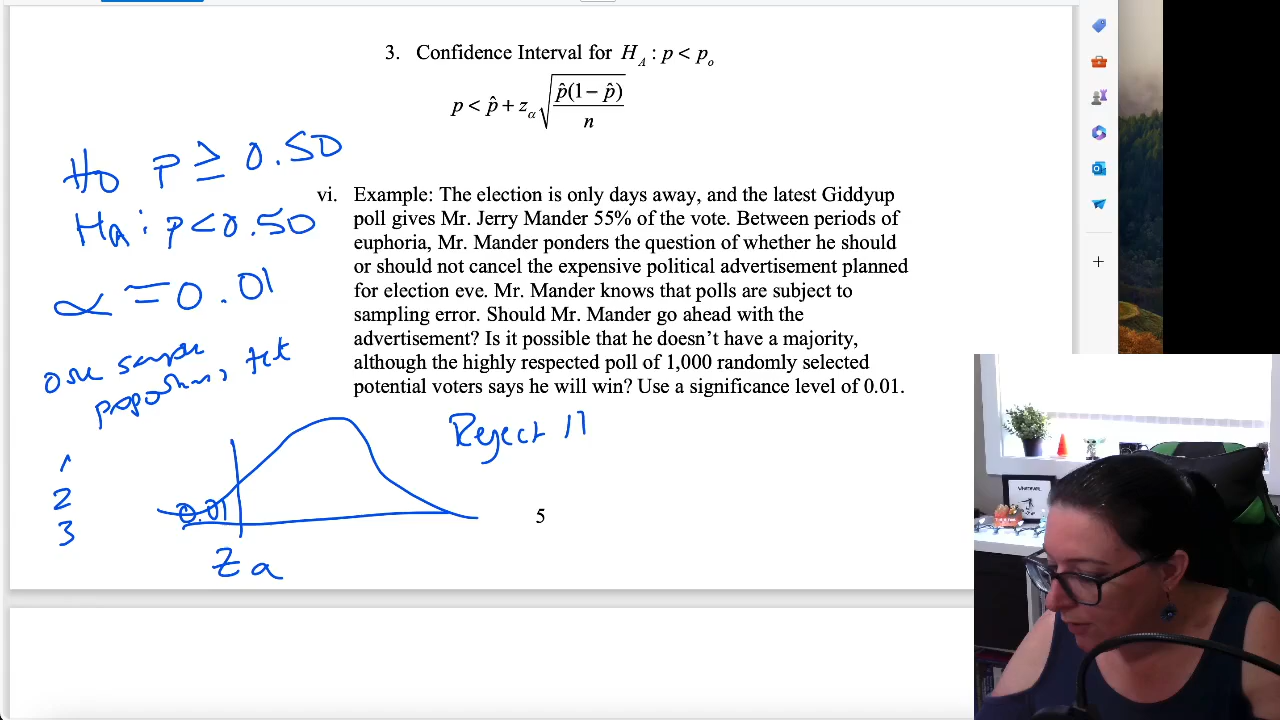 3. Confidence Interval for H_A : p < p_o
p < p̂ + z_α √(p̂(1 − p̂) / n)
H0 P ≥ 0.50
HA : P < 0.50
α = 0.01
one sample
proportion, tet
vi. Example: The election is only days away, and the latest Giddyup
poll gives Mr. Jerry Mander 55% of the vote. Between periods of
euphoria, Mr. Mander ponders the question of whether he should
or should not cancel the expensive political advertisement planned
for election eve. Mr. Mander knows that polls are subject to
sampling error. Should Mr. Mander go ahead with the
advertisement? Is it possible that he doesn't have a majority,
although the highly respected poll of 1,000 randomly selected
potential voters says he will win? Use a significance level of 0.01.
1
2
3
0.01
Z a
Reject
5